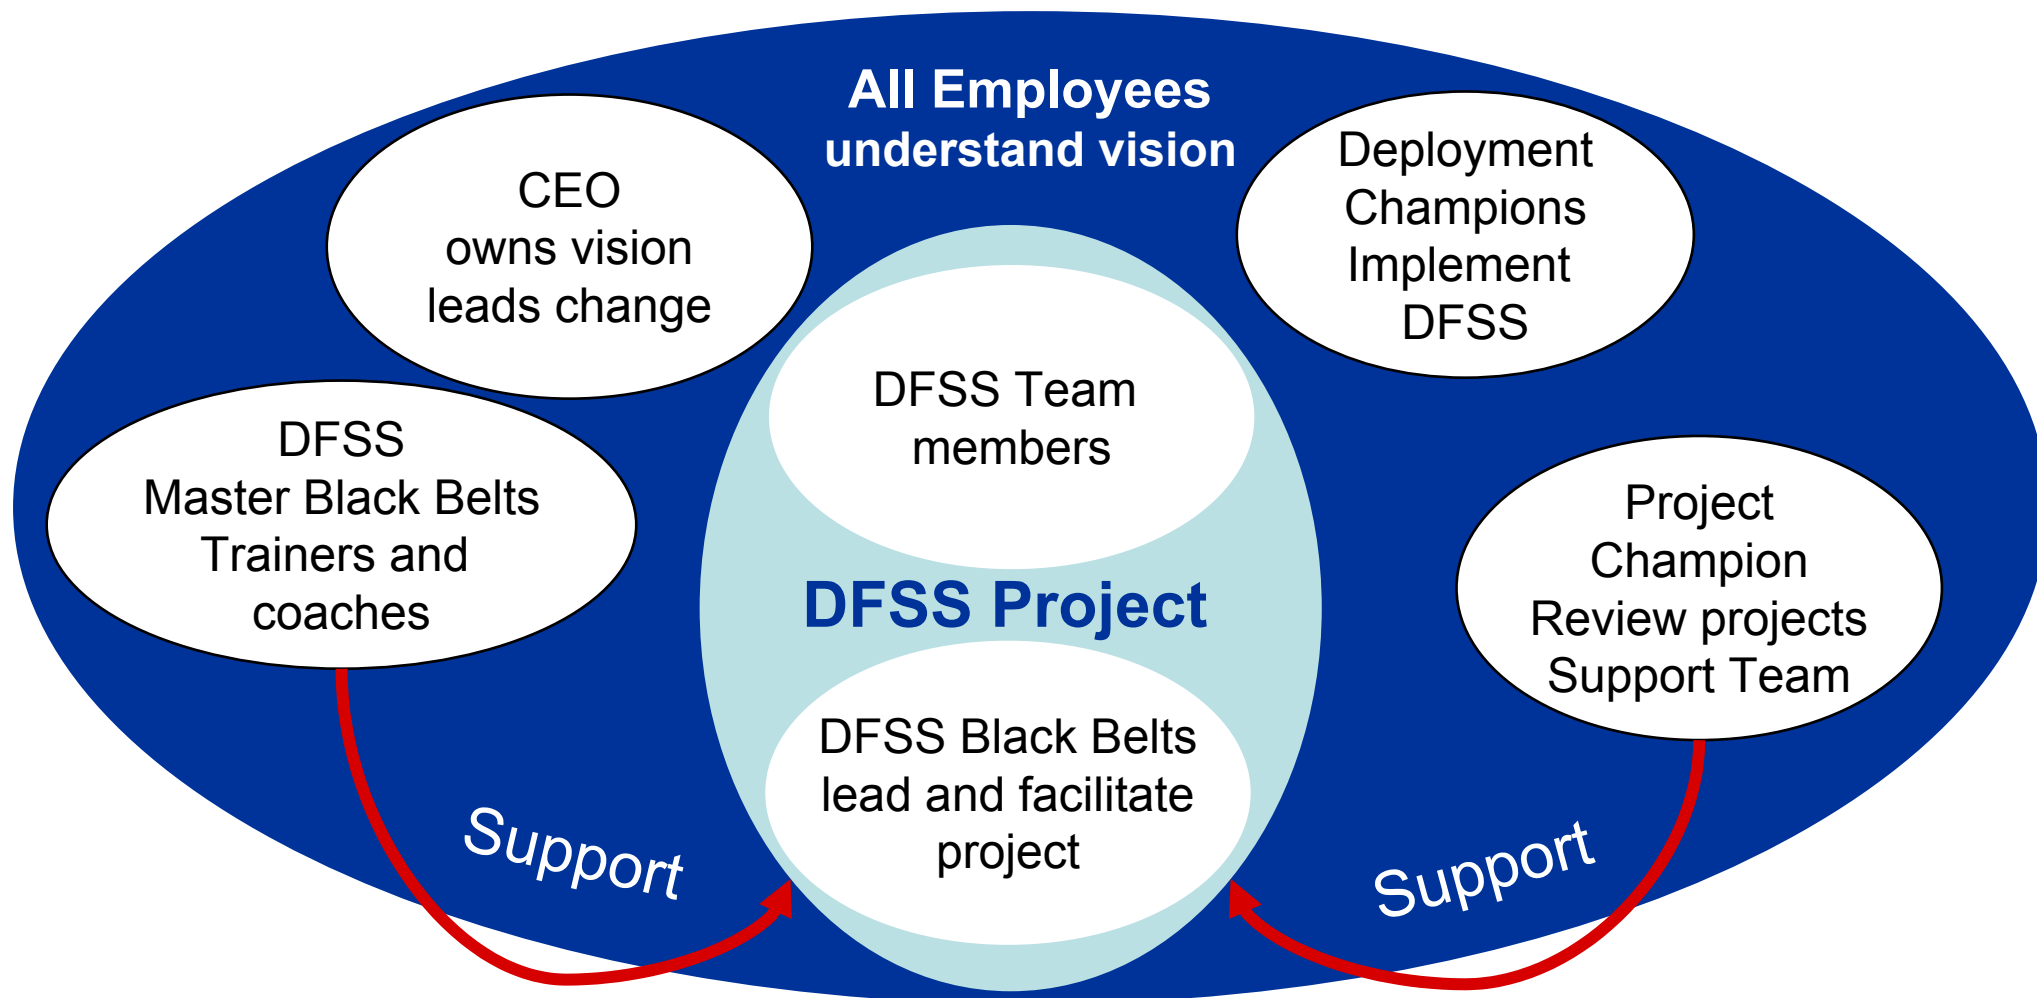 All Employees
understand vision
CEO
owns vision
leads change
Deployment
Champions
Implement
DFSS
DFSS
Master Black Belts
Trainers and
coaches
DFSS Team
members
DFSS Project
Project
Champion
Review projects
Support Team
DFSS Black Belts
lead and facilitate
project
Support
Support